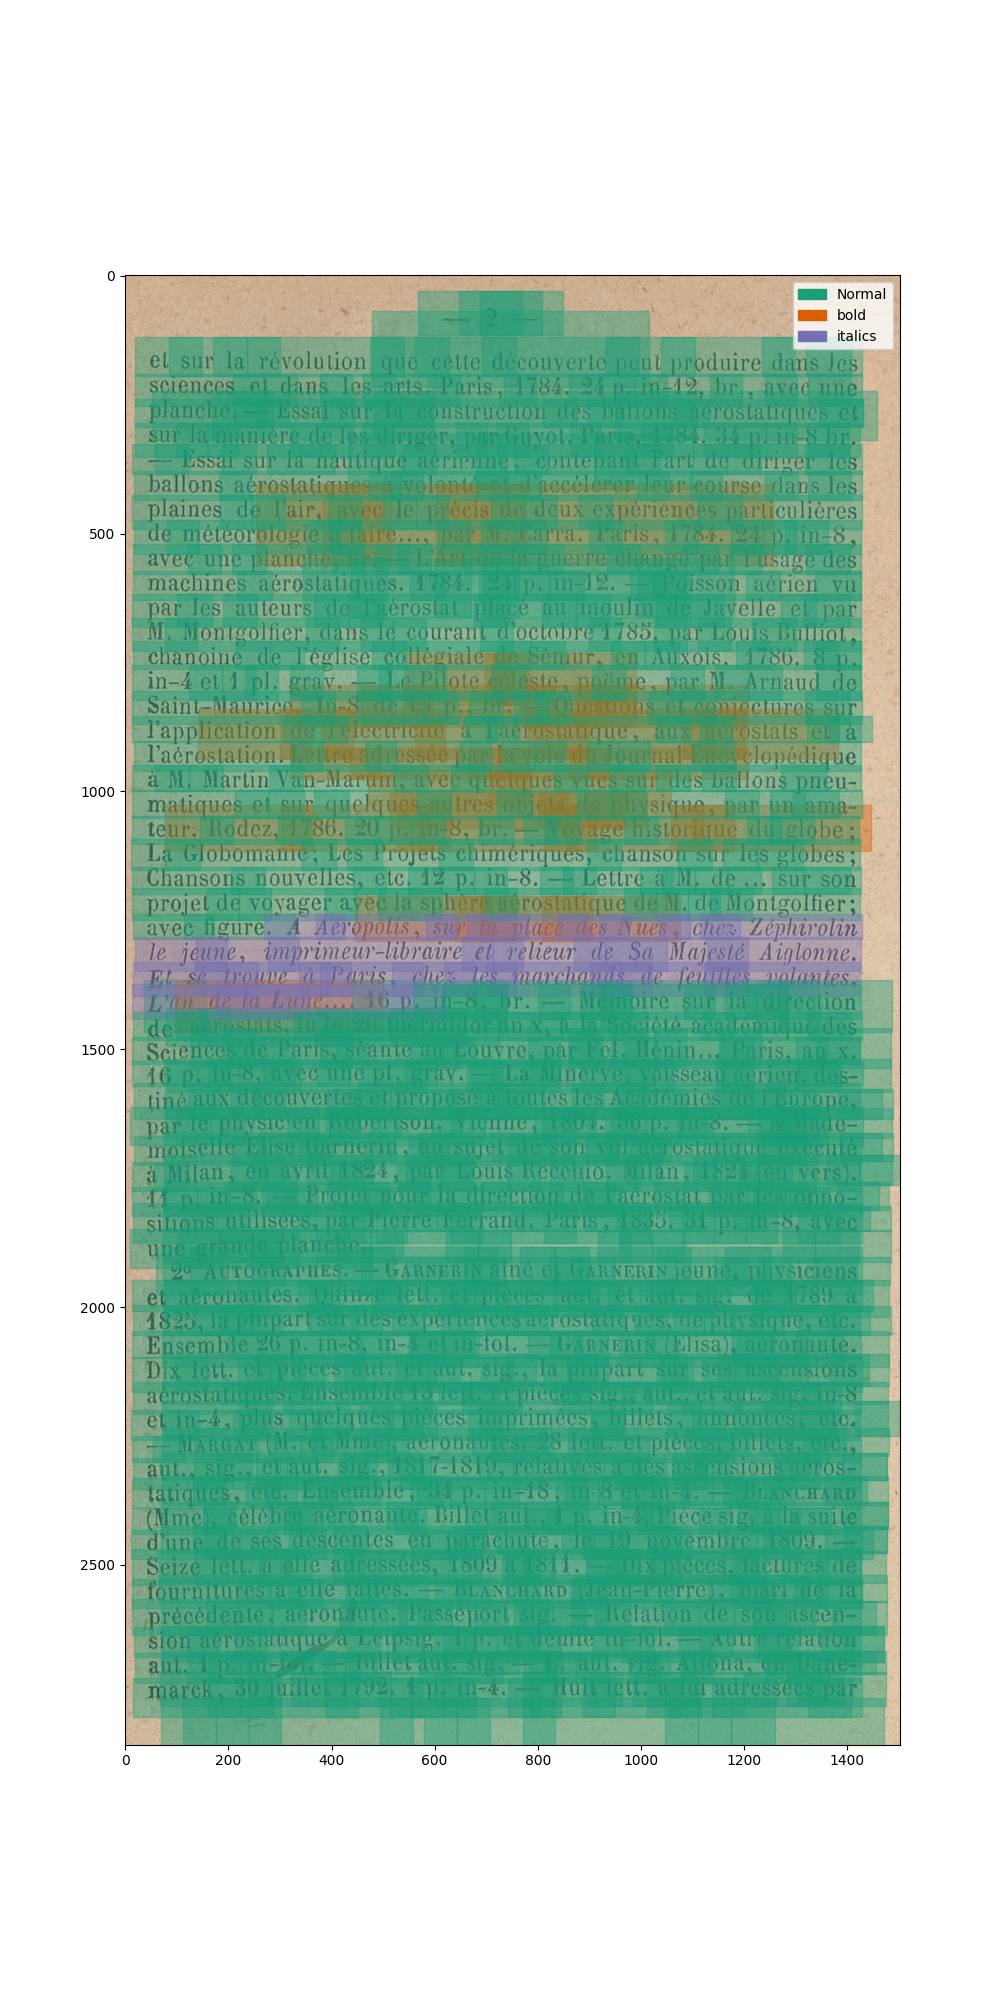 Normal
bold
italics
— 2 —
et sur la révolution que cette découverte peut produire dans les
sciences et dans les arts. Paris, 1784. 24 p. in-12, br., avec une
planche. — Essai sur la construction des ballons aérostatiques et
sur la manière de les diriger, par Guyot. Paris, 1784. 34 p. in-8 br.
— Essai sur la nautique aérienne, contenant l'art de diriger les
ballons aérostatiques à volonté et d'accélérer leur course dans les
plaines de l'air, avec le précis de deux expériences particulières
de météorologie à faire..., par M. Carra. Paris, 1784. 24 p. in-8,
avec une planche, — L'Art de la guerre changé par l'usage des
machines aérostatiques. 1784. 24 p. in-12. — Poisson aérien vu
par les auteurs de l'aérostat placé au moulin de Javelle et par
M. Montgolfier, dans le courant d'octobre 1785, par Louis Bulliot,
chanoine de l'église collégiale de Sémur, en Auxois. 1786. 8 p.
in-4 et 1 pl. grav. — Le Pilote céleste, poëme, par M. Arnaud de
Saint-Maurice. In-8 de p., br. — Questions et conjectures sur
l'application de l'électricité à l'aérostatique, aux aérostats et à
l'aérostation. Lettre adressée par la voie du Journal Encyclopédique
à M. Martin Van-Marum, avec quelques vues sur des ballons pneu-
matiques et sur quelques autres objets de physique, par un ama-
teur. Rodez, 1786. 20 p. in-8, br. — Voyage historique du globe;
La Globomanie; Les Projets chimériques, chanson sur les globes;
Chansons nouvelles, etc. 12 p. in-8. — Lettre à M. de ... sur son
projet de voyager avec la sphère aérostatique de M. de Montgolfier;
avec figure. A Aéropolis, sur la place des Nues, chez Zéphirolin
le jeune, imprimeur-libraire et relieur de Sa Majesté Aiglonne.
Et se trouve à Paris, chez les marchands de feuilles volantes.
L'an de la Lune.... 16 p. in-8, br. — Mémoire sur la direction
des aérostats, lu le 20 thermidor an x, à la Société académique des
Sciences de Paris, séante au Louvre, par Fél. Hénin... Paris, an x.
16 p. in-8, avec une pl. grav. — La Minerve, vaisseau aérien, des-
tiné aux découvertes et proposé à toutes les Académies de l'Europe,
par le physicien Robertson. Vienne, 1804. 36 p. in-8. — A Made-
moiselle Elise Garnerin, au sujet de son vol aérostatique exécuté
à Milan, en avril 1824, par Louis Recchio. Milan, 1824 (en vers).
11 p. in-8. — Projet pour la direction de l'aérostat par les oppo-
sitions utilisées, par Pierre Ferrand. Paris, 1835. 31 p. in-8, avec
une grande planche.
2° AUTOGRAPHES. — GARNERIN aîné et GARNERIN jeune, physiciens
et aéronautes. Quinze lett. et pièces aut. et aut. sig. de 1789 à
1825, la plupart sur des expériences aérostatiques, de physique, etc.
Ensemble 26 p. in-8, in-4 et in-fol. — GARNERIN (Elisa), aéronaute.
Dix lett. et pièces aut. et aut. sig., la plupart sur ses ascensions
aérostatiques. Ensemble 13 lett. et pièces sig., aut., et aut. sig. in-8
et in-4, plus quelques pièces imprimées, billets, annonces, etc.
— MARGAT (M. et Mme), aéronautes. 28 lett. et pièces, billets, etc.,
aut., sig., et aut. sig., 1817-1819, relatives à des ascensions aéros-
tatiques, etc. Ensemble, 34 p. in-18, in-8 et in-4. — BLANCHARD
(Mme), célèbre aéronaute. Billet aut., 1 p. in-4. Pièce sig. à la suite
d'une de ses descentes en parachute, le 19 novembre 1809. —
Seize lett. à elle adressées, 1809 à 1811. — Dix pièces, factures de
fournitures à elle faites. — BLANCHARD (Jean-Pierre), mari de la
précédente, aéronaute. Passeport sig. — Relation de son ascen-
sion aérostatique à Leipsig. 1 p. et demie in-fol. — Autre relation
aut. 1 p. in-fol. — Billet aut. sig. — L. aut. sig. Altona, en Dane-
marck, 30 juillet 1792. 1 p. in-4. — Huit lett. à lui adressées par
0
500
1000
1500
2000
2500
0 200 400 600 800 1000 1200 1400